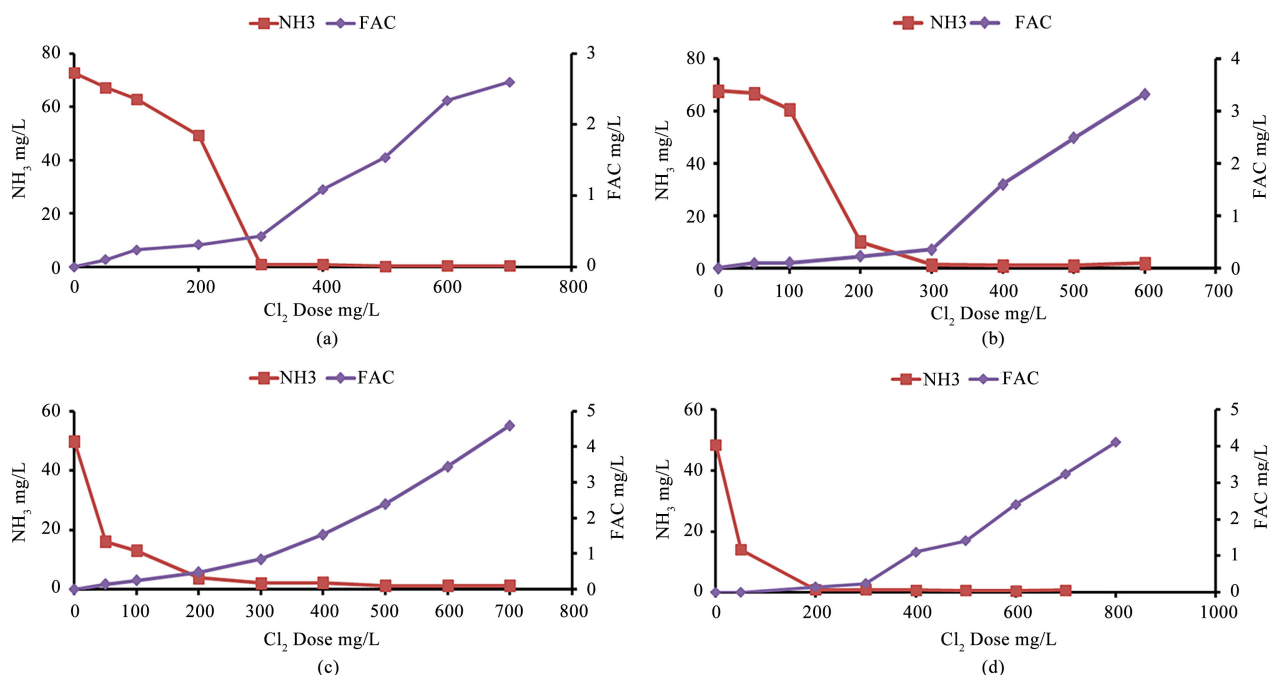 NH3 FAC
80
60
40
20
0
NH₃ mg/L
3
2
1
0
FAC mg/L
0 200 400 600 800
Cl₂ Dose mg/L
(a)
NH3 FAC
80
60
40
20
0
NH₃ mg/L
4
3
2
1
0
FAC mg/L
0 100 200 300 400 500 600 700
Cl₂ Dose mg/L
(b)
NH3 FAC
60
40
20
0
NH₃ mg/L
5
4
3
2
1
0
FAC mg/L
0 100 200 300 400 500 600 700 800
Cl₂ Dose mg/L
(c)
NH3 FAC
60
40
20
0
NH₃ mg/L
5
4
3
2
1
0
FAC mg/L
0 200 400 600 800 1000
Cl₂ Dose mg/L
(d)